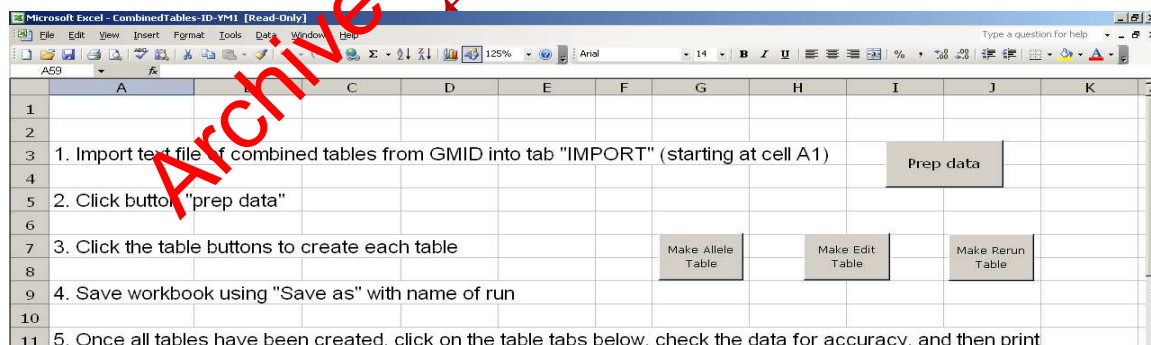 Microsoft Excel - CombinedTables-ID-YM1 [Read-Only]
File Edit View Insert Format Tools Data Window Help Type a question for help
125% Arial 14 B I U
A59 fx
A C D E F G H I J K
1
2
3 1. Import text file of combined tables from GMID into tab "IMPORT" (starting at cell A1) Prep data
4
5 2. Click button "prep data"
6
7 3. Click the table buttons to create each table Make Allele Table Make Edit Table Make Rerun Table
8
9 4. Save workbook using "Save as" with name of run
10
11 5. Once all tables have been created, click on the table tabs below, check the data for accuracy, and then print
Archive